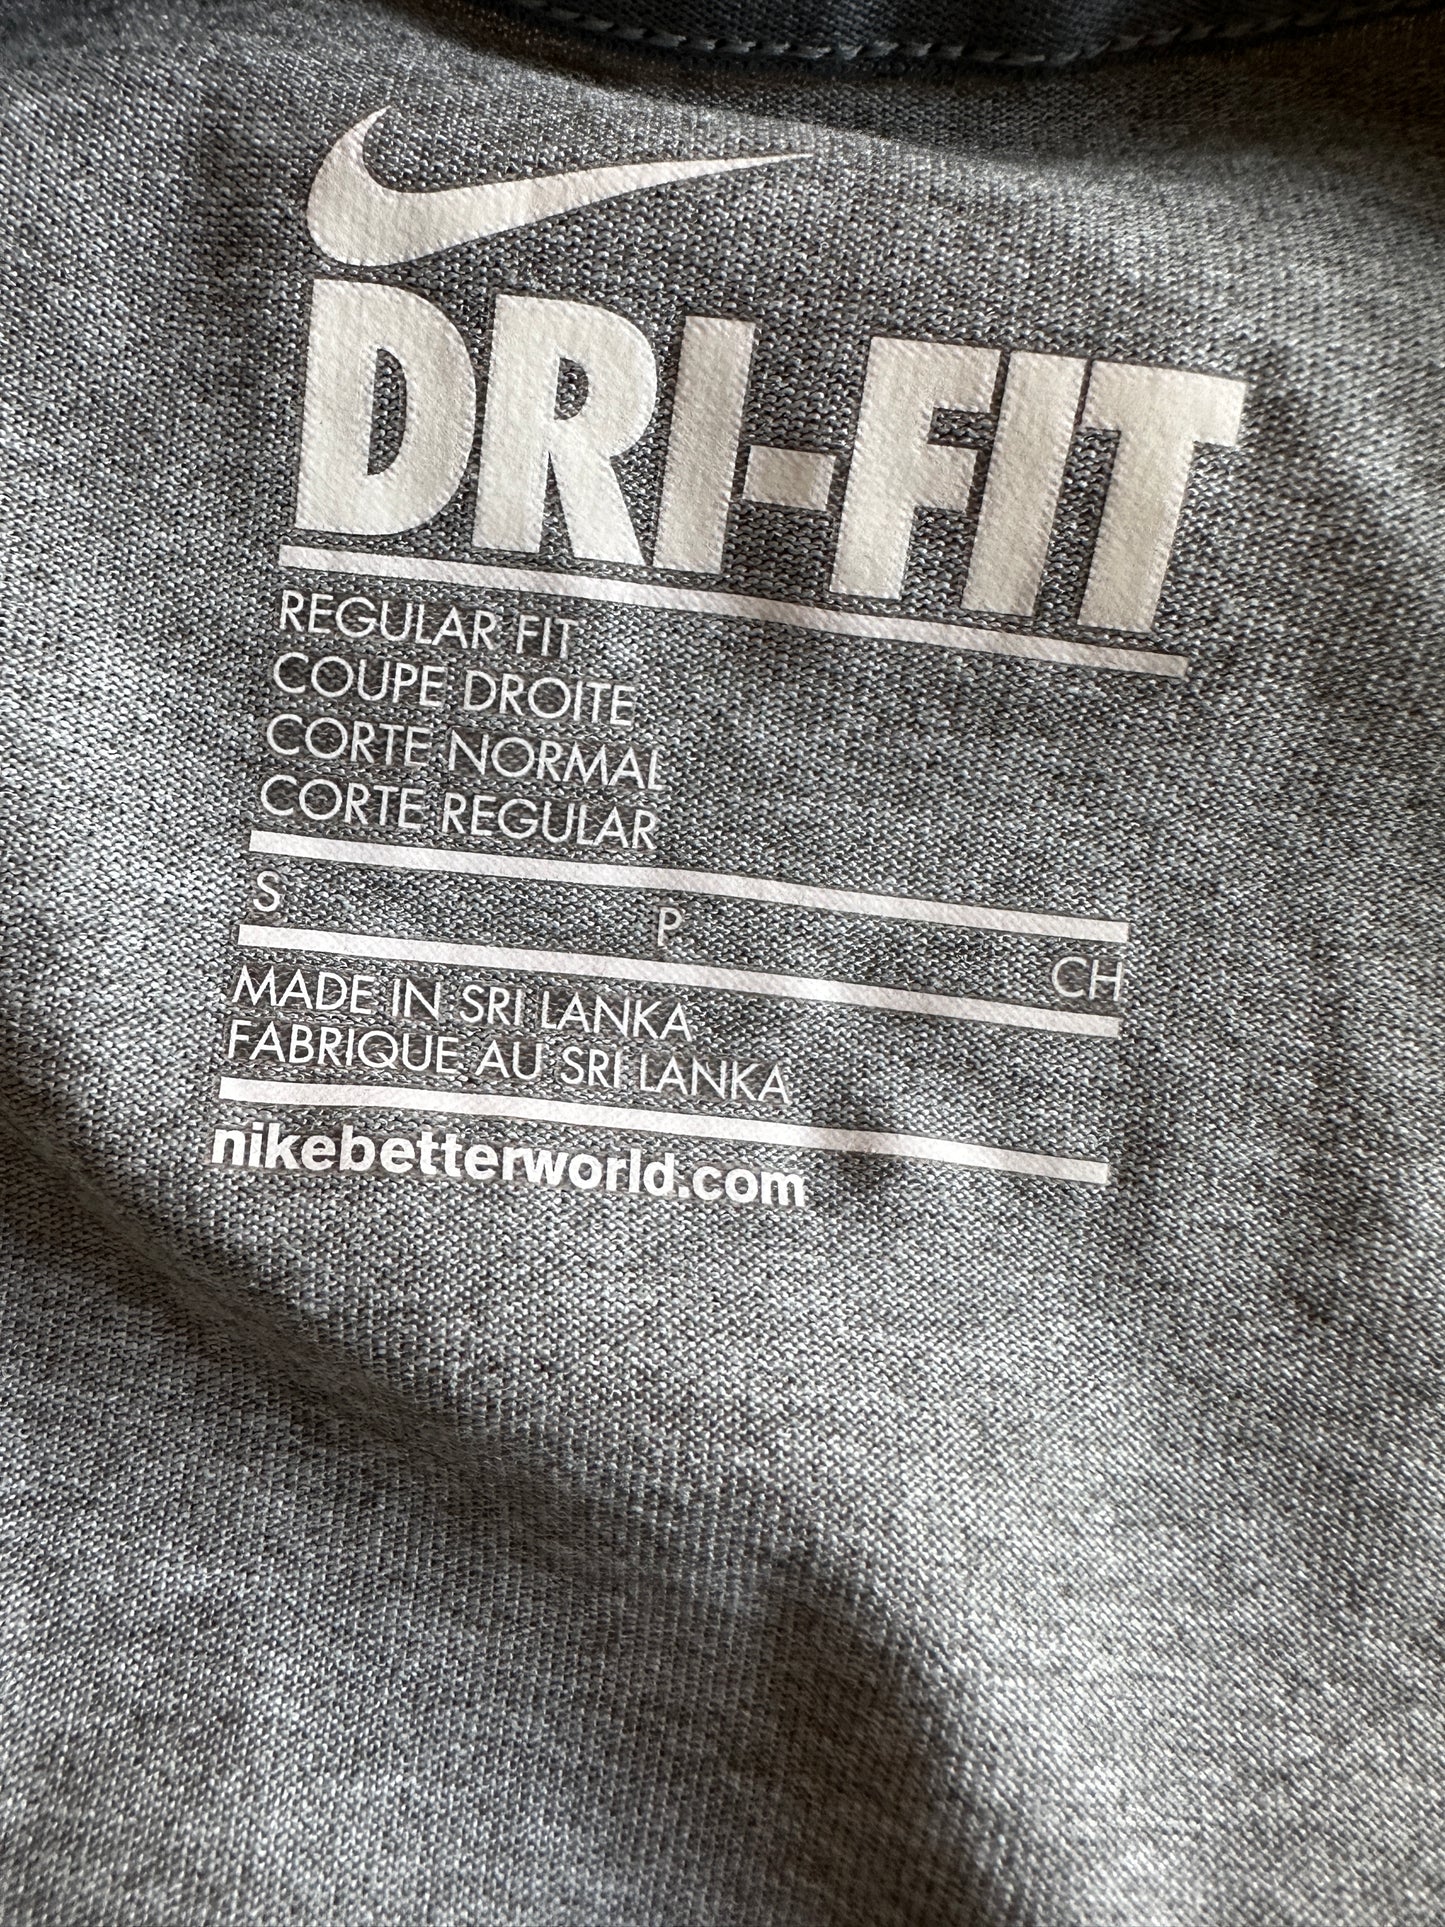 DRI-FIT
REGULAR FIT
COUPE DROITE
CORTE NORMAL
CORTE REGULAR
S P CH
MADE IN SRI LANKA
FABRIQUE AU SRI LANKA
nikebetterworld.com